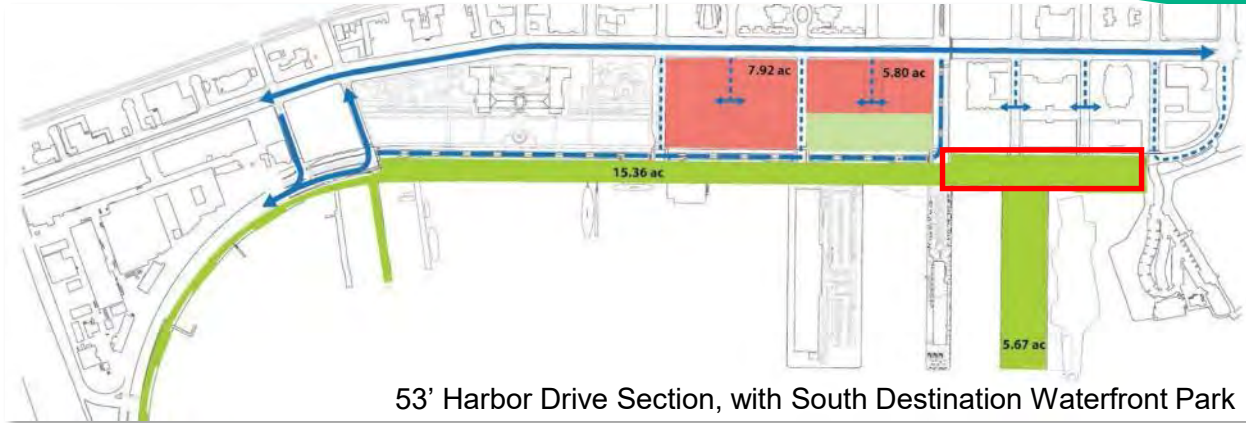 7.92 ac
5.80 ac
15.36 ac
5.67 ac
53’ Harbor Drive Section, with South Destination Waterfront Park